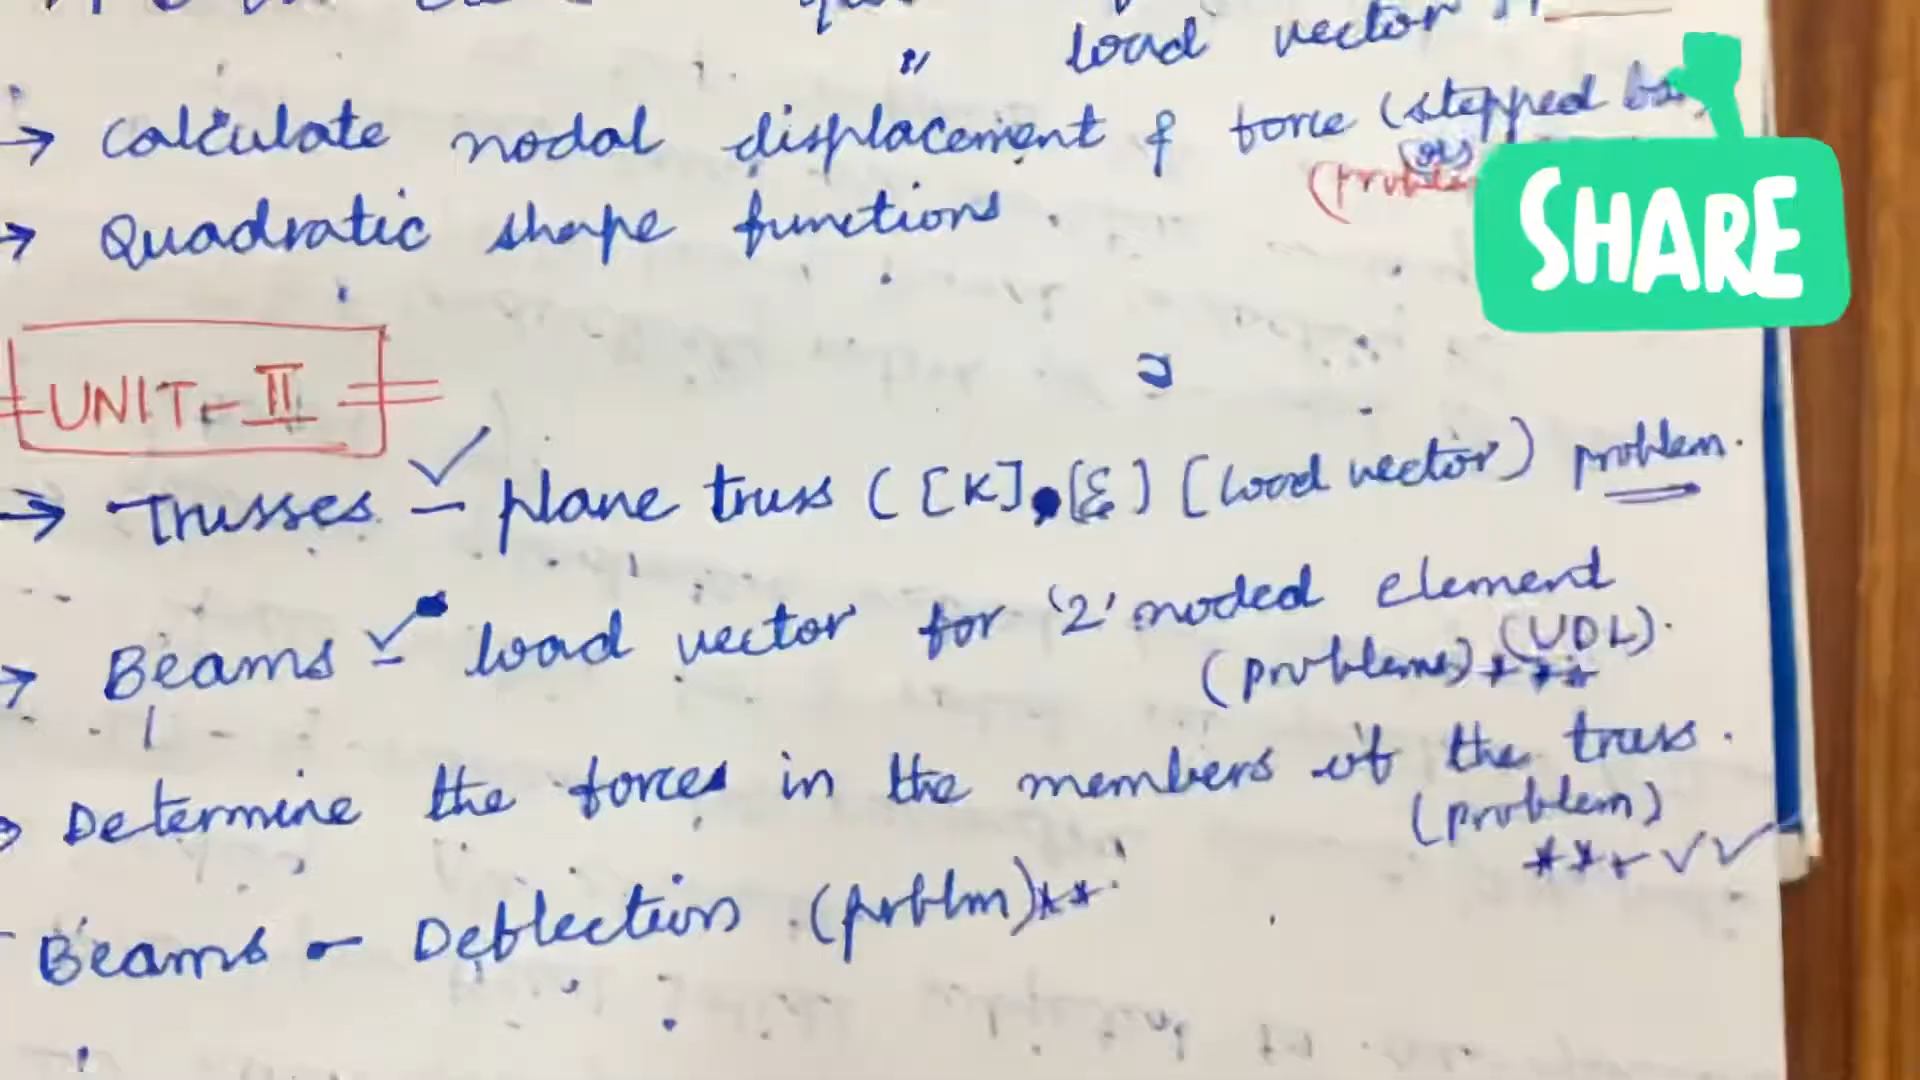 " load vector
→ Calculate nodal displacement & force (stepped
(or)
→ Quadratic shape functions.
SHARE
UNIT-II
→ Trusses ✓ - plane truss ([K], [ε] [load vector) problem.
→ Beams ✓ - load vector for '2' noded element
(UDL).
(problems) ***
→ Determine the forces in the members of the truss.
(problem)
*** ✓✓
- Beams - Deflections (problm)**